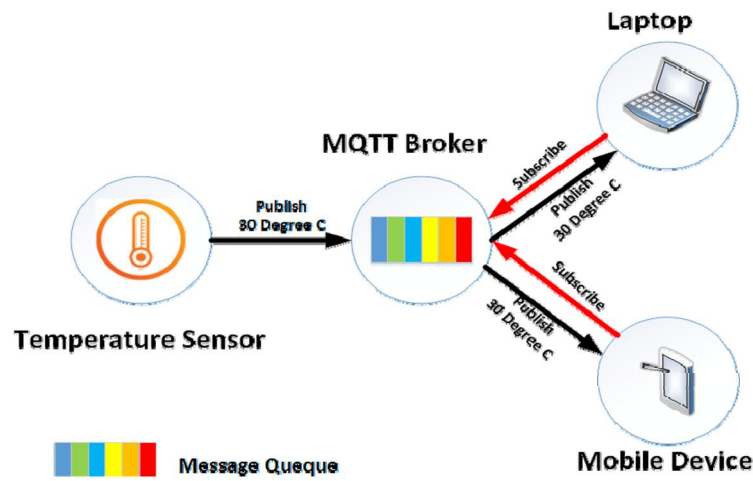 Laptop
MQTT Broker
Subscribe
Publish
30 Degree C
Publish
30 Degree C
Subscribe
Publish
30 Degree C
Temperature Sensor
Message Queque
Mobile Device